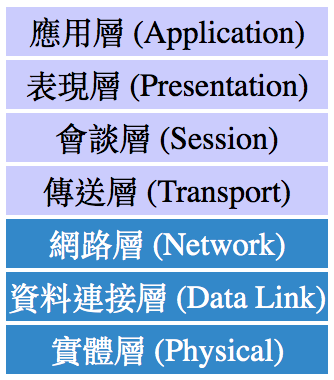 應用層 (Application)
表現層 (Presentation)
會談層 (Session)
傳送層 (Transport)
網路層 (Network)
資料連接層 (Data Link)
實體層 (Physical)